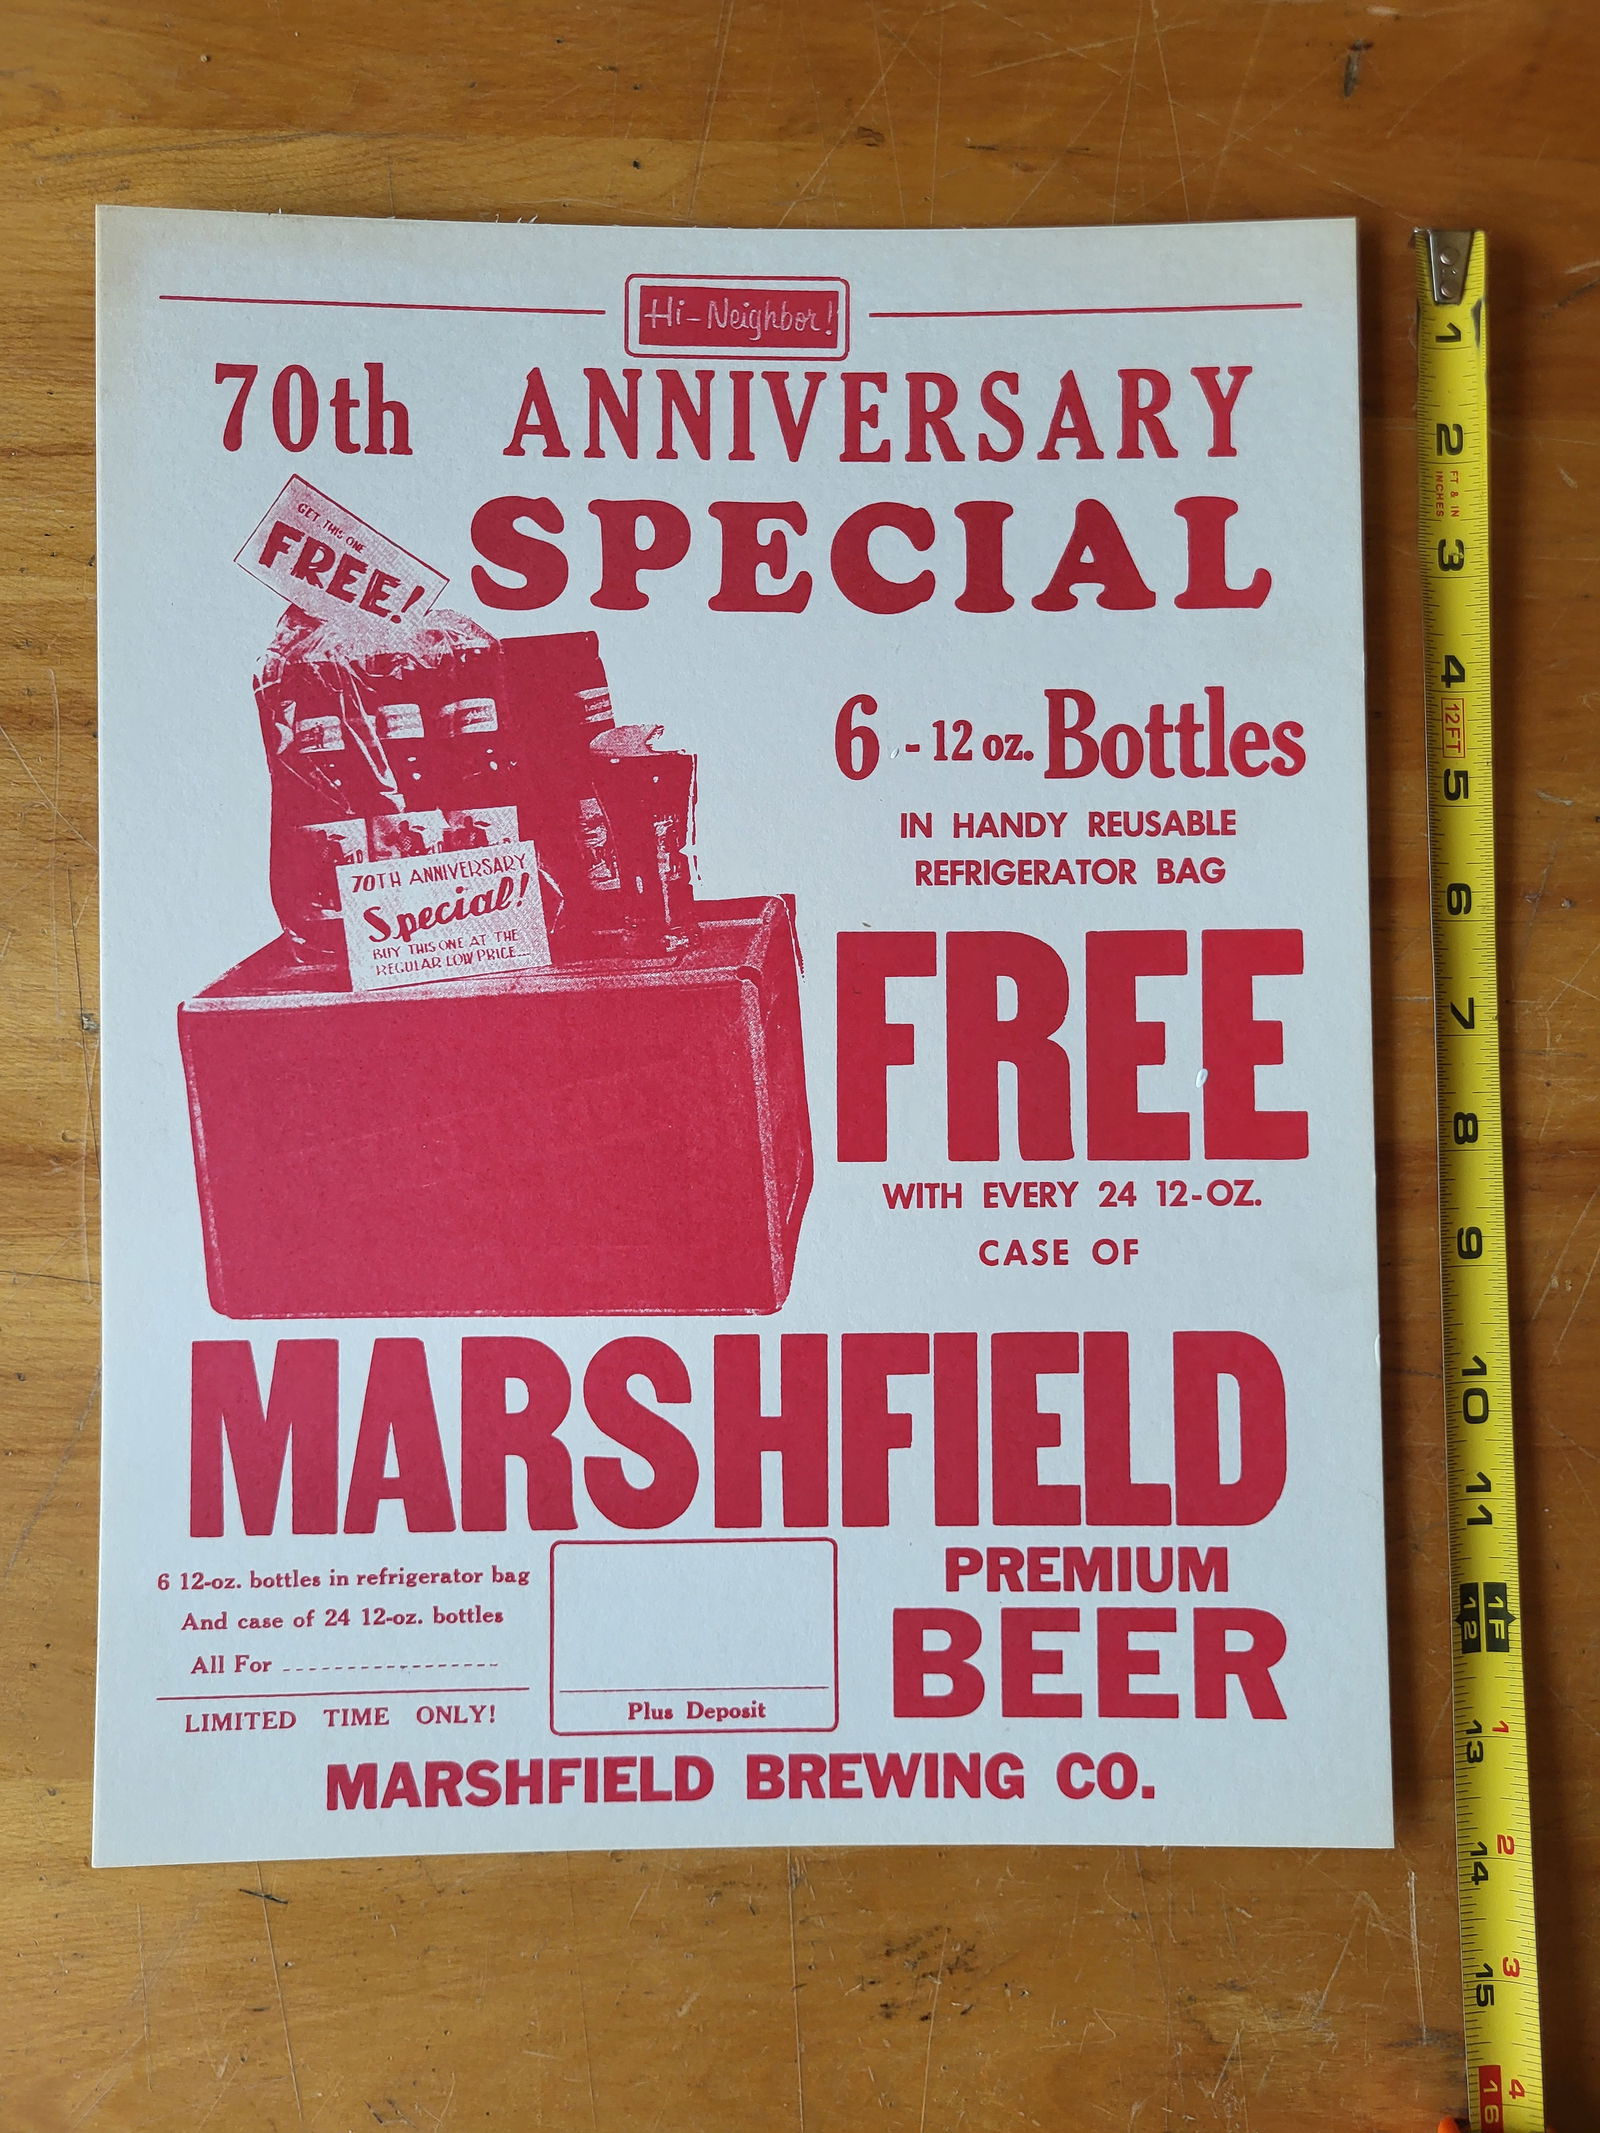 Hi-Neighbor!
70th ANNIVERSARY
SPECIAL
GET THIS ONE
FREE!
6 - 12 oz. Bottles
IN HANDY REUSABLE
REFRIGERATOR BAG
70TH ANNIVERSARY
Special!
BUY THIS ONE AT THE
REGULAR LOW PRICE...
FREE
WITH EVERY 24 12-OZ.
CASE OF
MARSHFIELD
PREMIUM
BEER
6 12-oz. bottles in refrigerator bag
And case of 24 12-oz. bottles
All For
LIMITED TIME ONLY!
Plus Deposit
MARSHFIELD BREWING CO.
1
2
FT & IN
INCHES
3
4
12FT
5
6
7
8
9
10
11
12
1F
13
1
14
2
15
3
16
4